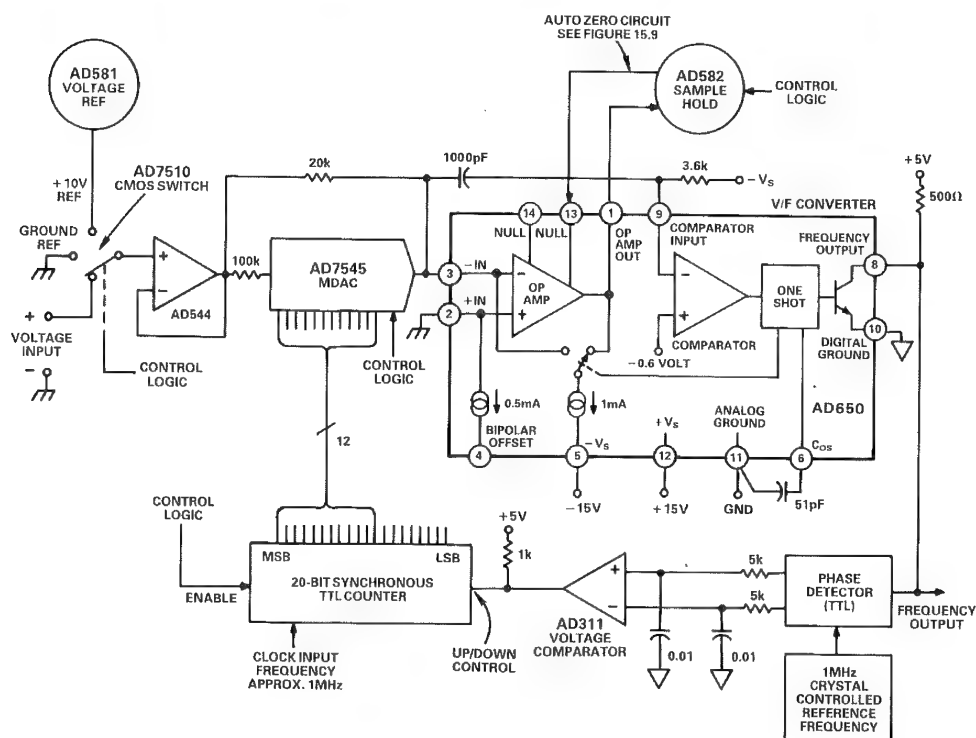 AUTO ZERO CIRCUIT
SEE FIGURE 15.9
AD581
VOLTAGE
REF
AD582
SAMPLE
HOLD
CONTROL
LOGIC
+10V
REF
AD7510
CMOS SWITCH
20k
1000pF
3.6k
−VS
+5V
500Ω
V/F CONVERTER
GROUND
REF
14
13
1
9
NULL
NULL
OP
AMP
OUT
COMPARATOR
INPUT
FREQUENCY
OUTPUT
8
+
−
AD544
100k
AD7545
MDAC
3
−IN
2
+IN
−
+
OP
AMP
−
+
COMPARATOR
ONE
SHOT
10
DIGITAL
GROUND
+
VOLTAGE
INPUT
−
CONTROL
LOGIC
CONTROL
LOGIC
−0.6 VOLT
0.5mA
1mA
AD650
BIPOLAR
OFFSET
−VS
+VS
ANALOG
GROUND
COS
4
5
12
11
6
−15V
+15V
GND
51pF
12
CONTROL
LOGIC
ENABLE
MSB
LSB
20-BIT SYNCHRONOUS
TTL COUNTER
CLOCK INPUT
FREQUENCY
APPROX. 1MHz
UP/DOWN
CONTROL
+5V
1k
+
−
AD311
VOLTAGE
COMPARATOR
5k
5k
0.01
0.01
PHASE
DETECTOR
(TTL)
FREQUENCY
OUTPUT
1MHz
CRYSTAL
CONTROLLED
REFERENCE
FREQUENCY